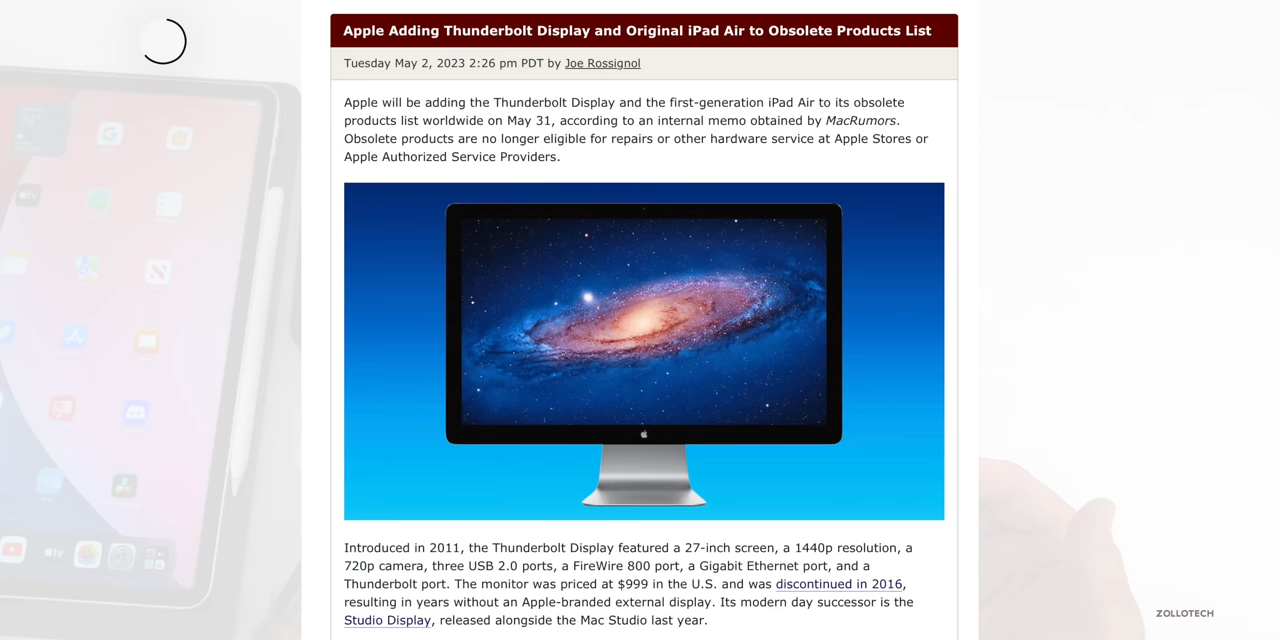 Apple Adding Thunderbolt Display and Original iPad Air to Obsolete Products List
Tuesday May 2, 2023 2:26 pm PDT by Joe Rossignol
Apple will be adding the Thunderbolt Display and the first-generation iPad Air to its obsolete
products list worldwide on May 31, according to an internal memo obtained by MacRumors.
Obsolete products are no longer eligible for repairs or other hardware service at Apple Stores or
Apple Authorized Service Providers.
Introduced in 2011, the Thunderbolt Display featured a 27-inch screen, a 1440p resolution, a
720p camera, three USB 2.0 ports, a FireWire 800 port, a Gigabit Ethernet port, and a
Thunderbolt port. The monitor was priced at $999 in the U.S. and was discontinued in 2016,
resulting in years without an Apple-branded external display. Its modern day successor is the
Studio Display, released alongside the Mac Studio last year.
ZOLLOTECH